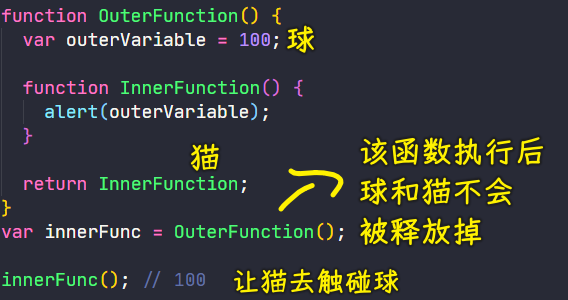 function OuterFunction() {
var outerVariable = 100; 球
function InnerFunction() {
alert(outerVariable);
}
猫
return InnerFunction;
}
var innerFunc = OuterFunction();
该函数执行后
球和猫不会
被释放掉
innerFunc(); // 100 让猫去触碰球